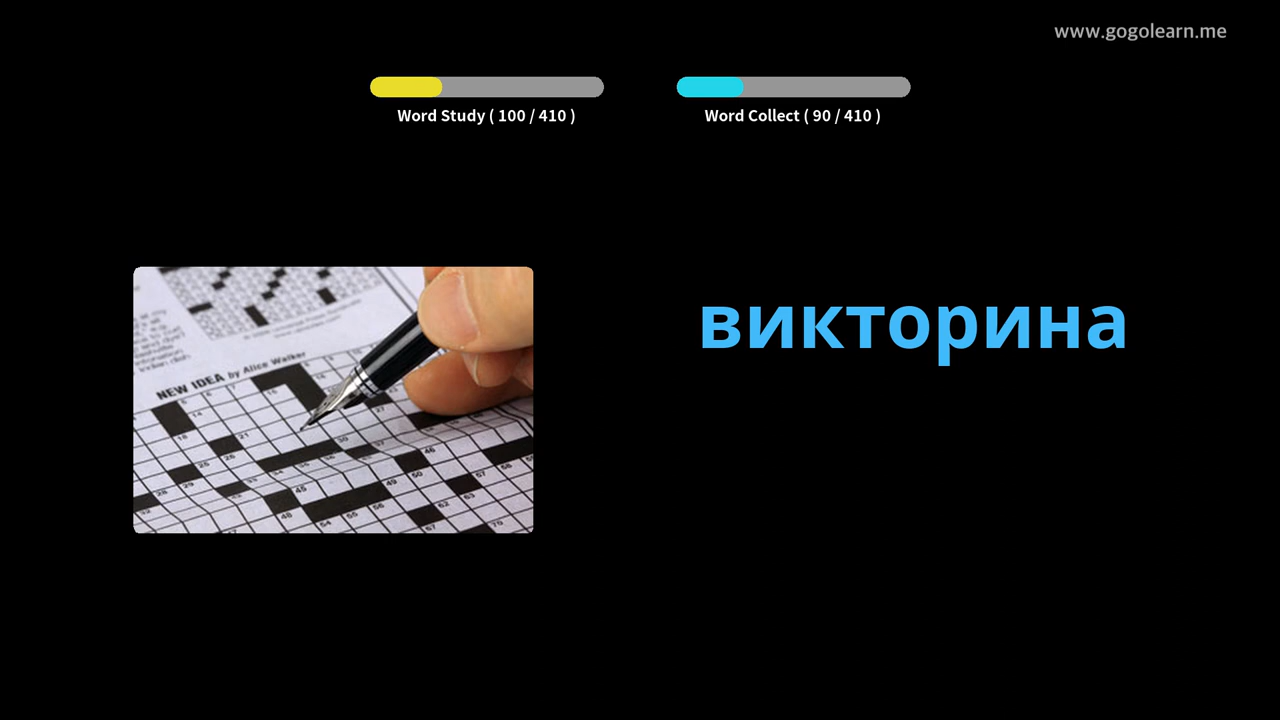 www.gogolearn.me
Word Study ( 100 / 410 )
Word Collect ( 90 / 410 )
викторина
NEW IDEA by Alice Walker